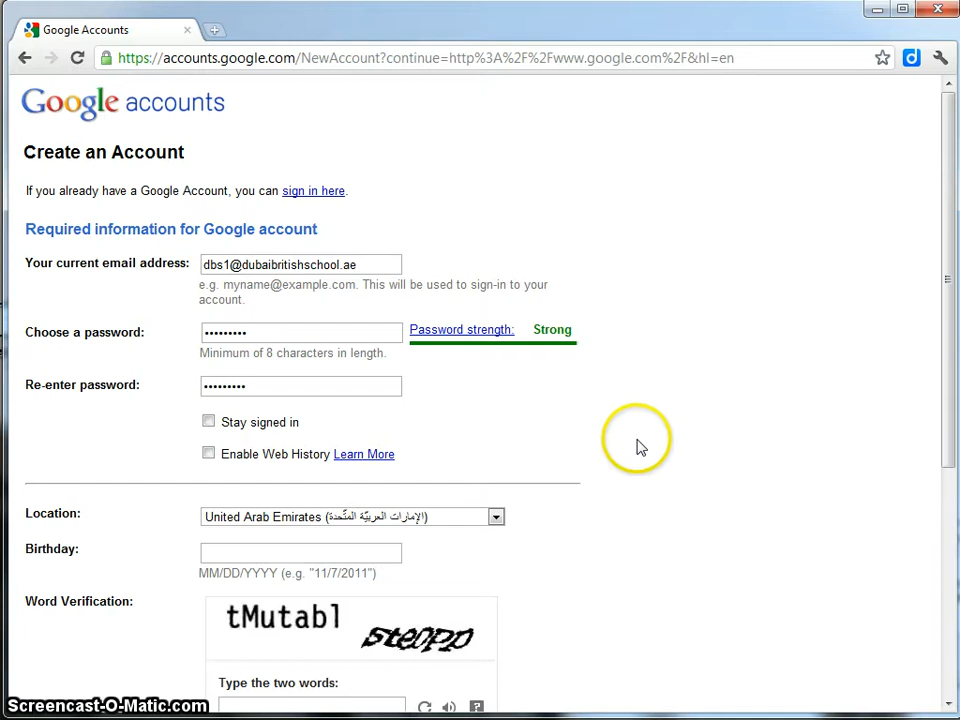 Google Accounts
https://accounts.google.com/NewAccount?continue=http%3A%2F%2Fwww.google.com%2F&hl=en
Google accounts
Create an Account
If you already have a Google Account, you can sign in here.
Required information for Google account
Your current email address: dbs1@dubaibritishschool.ae
e.g. myname@example.com. This will be used to sign-in to your
account.
Choose a password: ••••••••• Password strength: Strong
Minimum of 8 characters in length.
Re-enter password: •••••••••
Stay signed in
Enable Web History Learn More
Location: United Arab Emirates (الإمارات العربيّة المتّحدة)
Birthday:
MM/DD/YYYY (e.g. "11/7/2011")
Word Verification:
tMutabl steopp
Type the two words:
Screencast-O-Matic.com